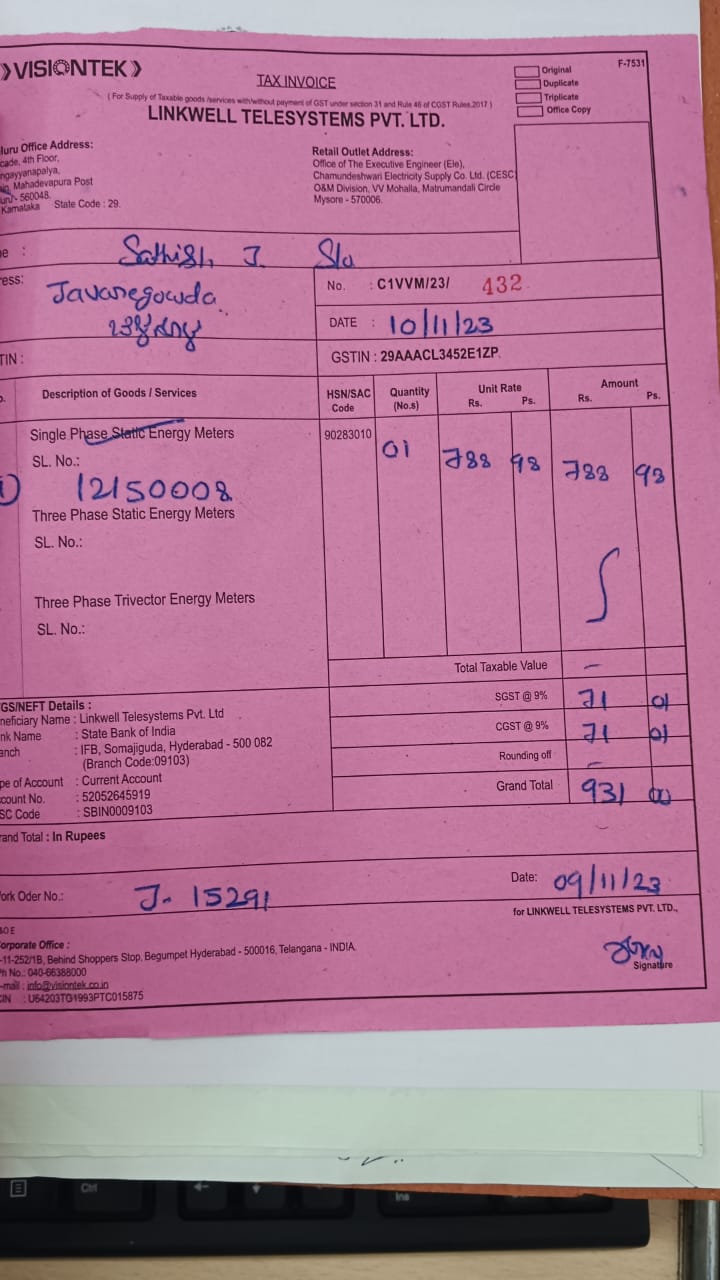 VISIONTEK
TAX INVOICE
( For Supply of Taxable goods /services with/without payment of GST under section 31 and Rule 46 of CGST Rules,2017 )
LINKWELL TELESYSTEMS PVT. LTD.
Original
Duplicate
Triplicate
Office Copy
F-7531
luru Office Address:
cade, 4th Floor,
ngayyanapalya,
Mahadevapura Post
uru - 560048.
Karnataka State Code : 29.
Retail Outlet Address:
Office of The Executive Engineer (Ele),
Chamundeshwari Electricity Supply Co. Ltd. (CESC
O&M Division, VV Mohalla, Matrumandali Circle
Mysore - 570006.
e : Sathish J S/o
ess: Javaregowda
No. : C1VVM/23/ 432
DATE : 10/11/23
TIN :
GSTIN : 29AAACL3452E1ZP
Description of Goods / Services
HSN/SAC Code
Quantity (No.s)
Unit Rate Rs. Ps.
Amount Rs. Ps.
Single Phase Static Energy Meters 90283010 01 788 98 788 98
SL. No.:
1) 12150008
Three Phase Static Energy Meters
SL. No.:
Three Phase Trivector Energy Meters
SL. No.:
Total Taxable Value —
SGST @ 9% 71 01
CGST @ 9% 71 01
Rounding off —
Grand Total 931 00
GS/NEFT Details :
neficiary Name : Linkwell Telesystems Pvt. Ltd
nk Name : State Bank of India
anch : IFB, Somajiguda, Hyderabad - 500 082
(Branch Code:09103)
pe of Account : Current Account
count No. : 52052645919
SC Code : SBIN0009103
rand Total : In Rupees
ork Oder No.: J- 15291
Date: 09/11/23
for LINKWELL TELESYSTEMS PVT. LTD.,
Signature
& O E
orporate Office :
-11-252/1B, Behind Shoppers Stop, Begumpet Hyderabad - 500016, Telangana - INDIA.
Ph No.: 040-66388000
-mail : info@visiontek.co.in
CIN : U64203TG1993PTC015875
Ctrl
Ins